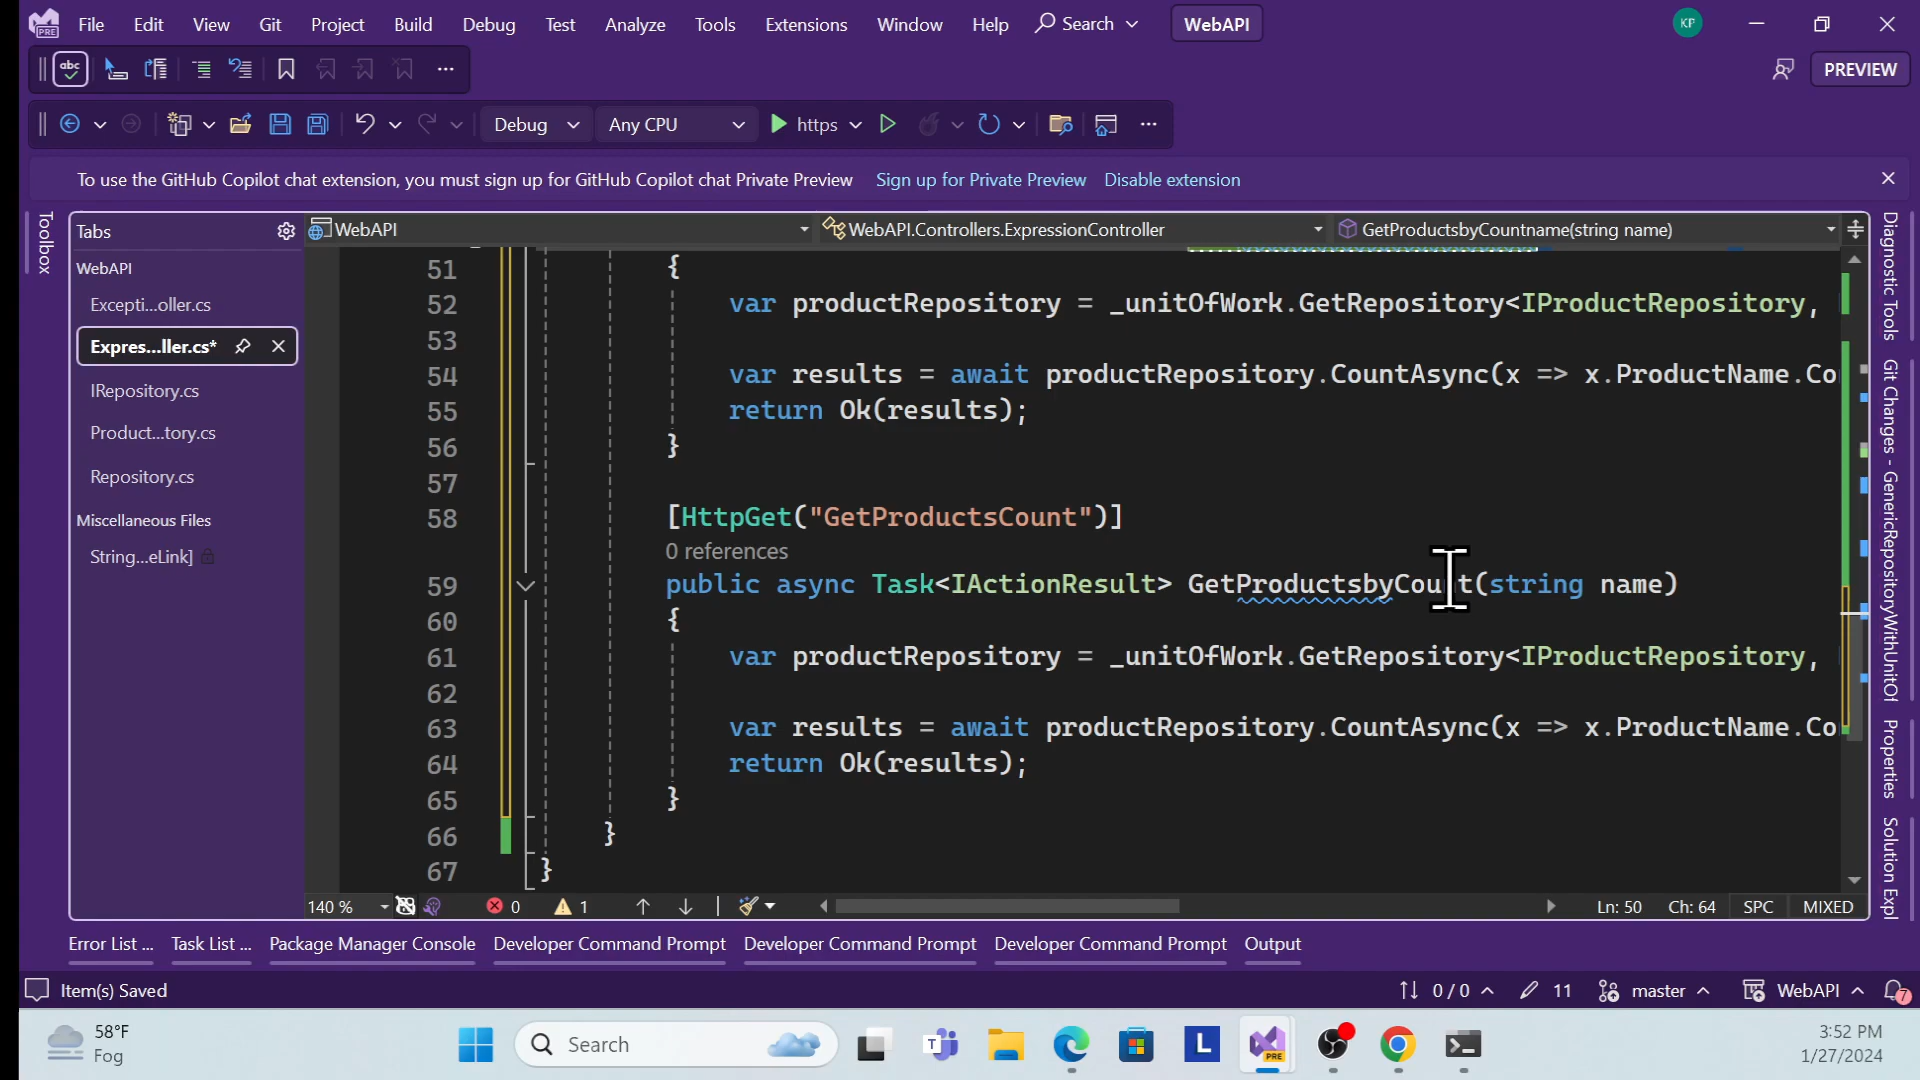 File Edit View Git Project Build Debug Test Analyze Tools Extensions Window Help Search WebAPI KP
abc PREVIEW
Debug Any CPU https
To use the GitHub Copilot chat extension, you must sign up for GitHub Copilot chat Private Preview Sign up for Private Preview Disable extension
Toolbox
Tabs
WebAPI
Excepti...oller.cs
Expres...ller.cs*
IRepository.cs
Product...tory.cs
Repository.cs
Miscellaneous Files
String...eLink]
WebAPI WebAPI.Controllers.ExpressionController GetProductsbyCountname(string name)
51 {
52 var productRepository = _unitOfWork.GetRepository<IProductRepository,
53
54 var results = await productRepository.CountAsync(x => x.ProductName.Co
55 return Ok(results);
56 }
57
58 [HttpGet("GetProductsCount")]
0 references
59 public async Task<IActionResult> GetProductsbyCount(string name)
60 {
61 var productRepository = _unitOfWork.GetRepository<IProductRepository,
62
63 var results = await productRepository.CountAsync(x => x.ProductName.Co
64 return Ok(results);
65 }
66 }
67 }
140 % 0 1 Ln: 50 Ch: 64 SPC MIXED
Diagnostic Tools
Git Changes - GenericRepositoryWithUnitOf
Properties
Solution Expl
Error List ... Task List ... Package Manager Console Developer Command Prompt Developer Command Prompt Developer Command Prompt Output
Item(s) Saved 0 / 0 11 master WebAPI 7
58°F
Fog
Search
T
L
PRE
3:52 PM
1/27/2024